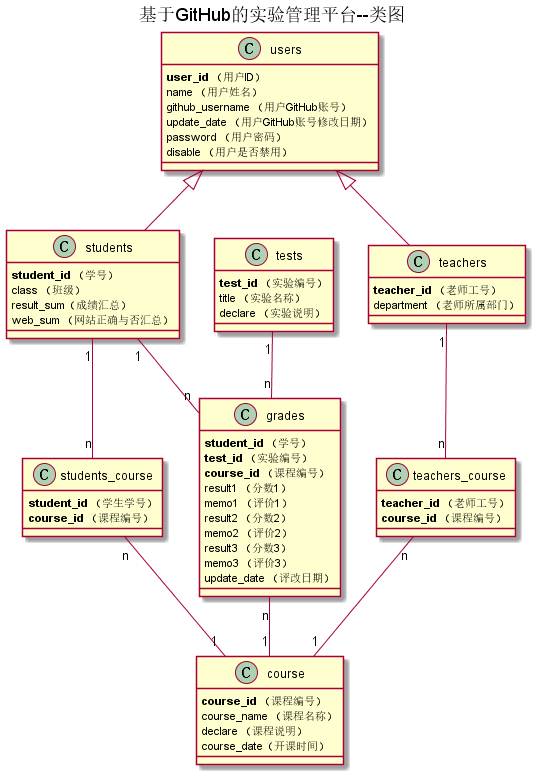 基于GitHub的实验管理平台--类图
C users
user_id （用户ID）
name （用户姓名）
github_username （用户GitHub账号）
update_date （用户GitHub账号修改日期）
password （用户密码）
disable （用户是否禁用）
C students
student_id （学号）
class （班级）
result_sum（成绩汇总）
web_sum（网站正确与否汇总）
C tests
test_id（实验编号）
title （实验名称）
declare （实验说明）
C teachers
teacher_id （老师工号）
department （老师所属部门）
1
1
1
1
n
n
n
n
C grades
student_id （学号）
test_id （实验编号）
course_id （课程编号）
result1 （分数1）
memo1 （评价1）
result2 （分数2）
memo2 （评价2）
result3 （分数3）
memo3 （评价3）
update_date （评改日期）
C students_course
student_id （学生学号）
course_id （课程编号）
C teachers_course
teacher_id （老师工号）
course_id （课程编号）
n
n
n
1
1
1
C course
course_id （课程编号）
course_name （课程名称）
declare （课程说明）
course_date（开课时间）